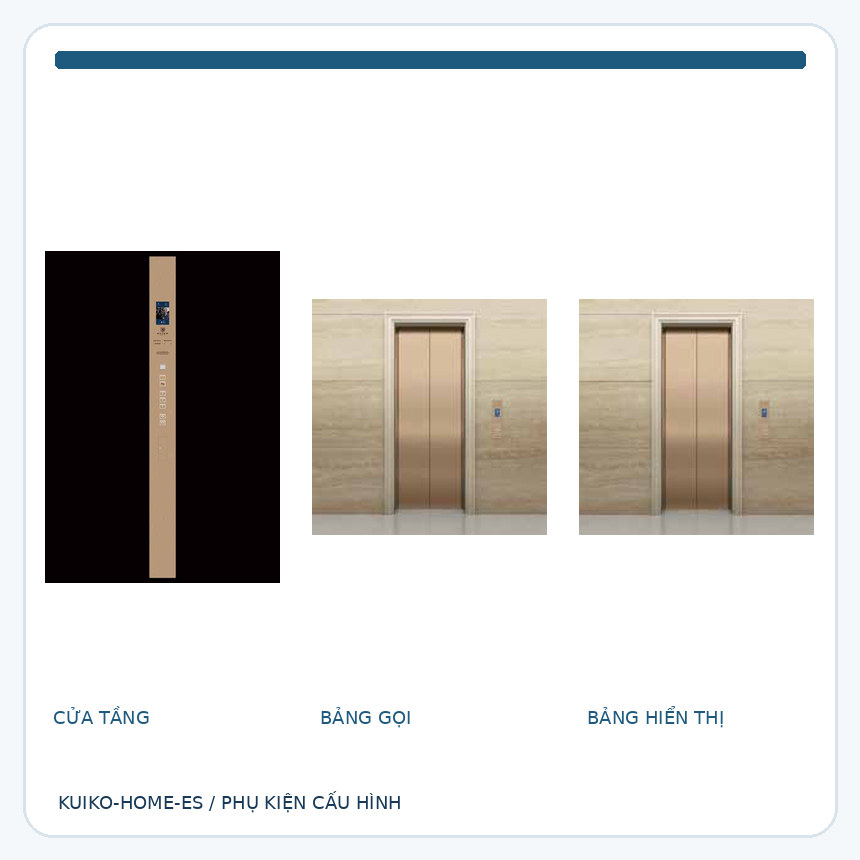 CỬA TẦNG
BẢNG GỌI
BẢNG HIỂN THỊ
KUIKO-HOME-ES / PHỤ KIỆN CẤU HÌNH